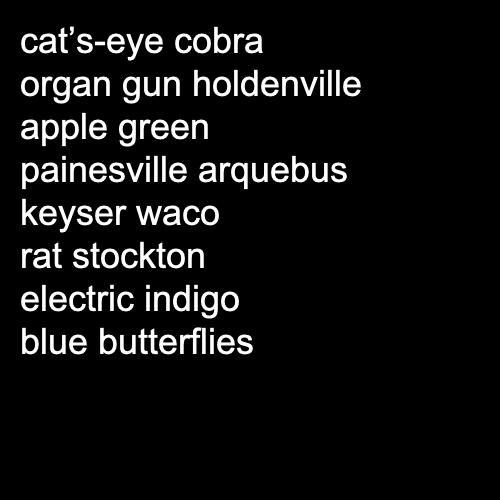 cat’s-eye cobra
organ gun holdenville
apple green
painesville arquebus
keyser waco
rat stockton
electric indigo
blue butterflies